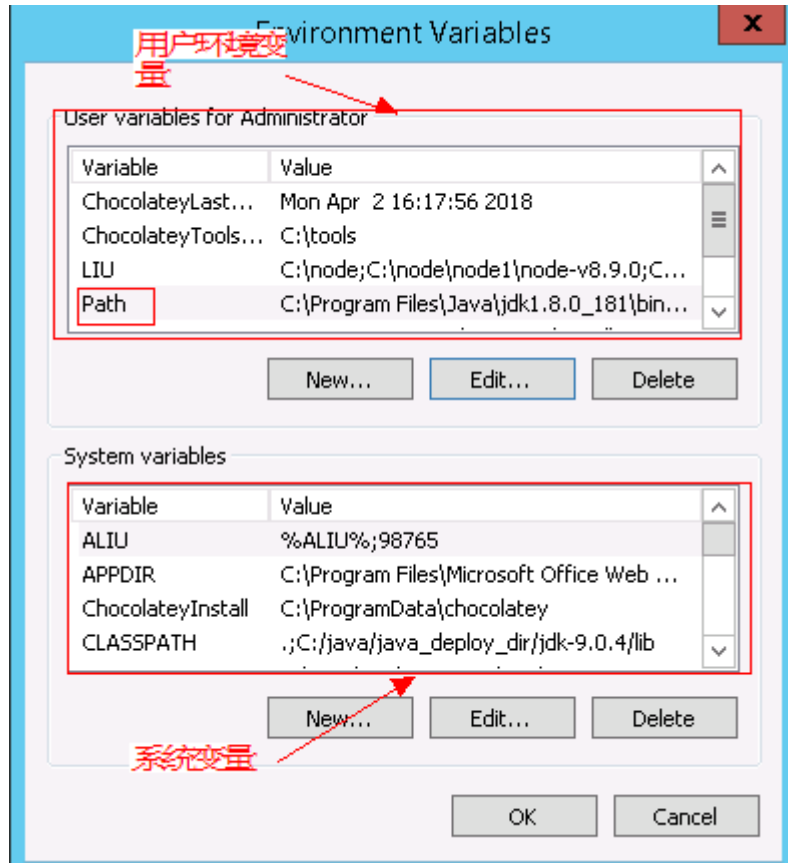 Environment Variables
用户环境变
量
User variables for Administrator
Variable Value
ChocolateyLast... Mon Apr 2 16:17:56 2018
ChocolateyTools... C:\tools
LIU C:\node;C:\node\node1\node-v8.9.0;C...
Path C:\Program Files\Java\jdk1.8.0_181\bin...
New... Edit... Delete
System variables
Variable Value
ALIU %ALIU%;98765
APPDIR C:\Program Files\Microsoft Office Web ...
ChocolateyInstall C:\ProgramData\chocolatey
CLASSPATH .;C:/java/java_deploy_dir/jdk-9.0.4/lib
New... Edit... Delete
系统变量
OK Cancel